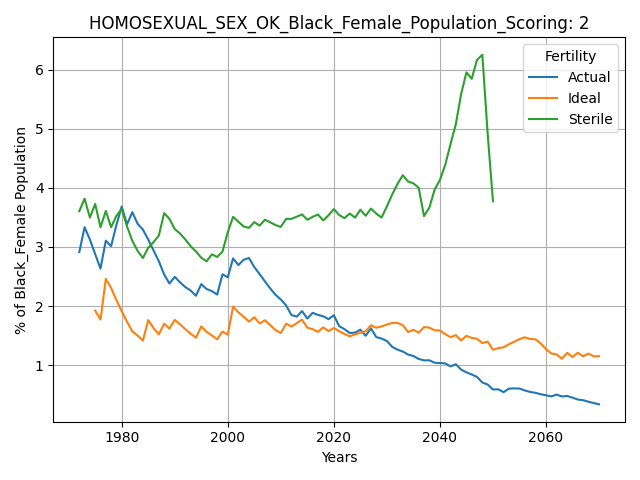 HOMOSEXUAL_SEX_OK_Black_Female_Population_Scoring: 2
% of Black_Female Population
6
5
4
3
2
1
Fertility
Actual
Ideal
Sterile
1980 2000 2020 2040 2060
Years